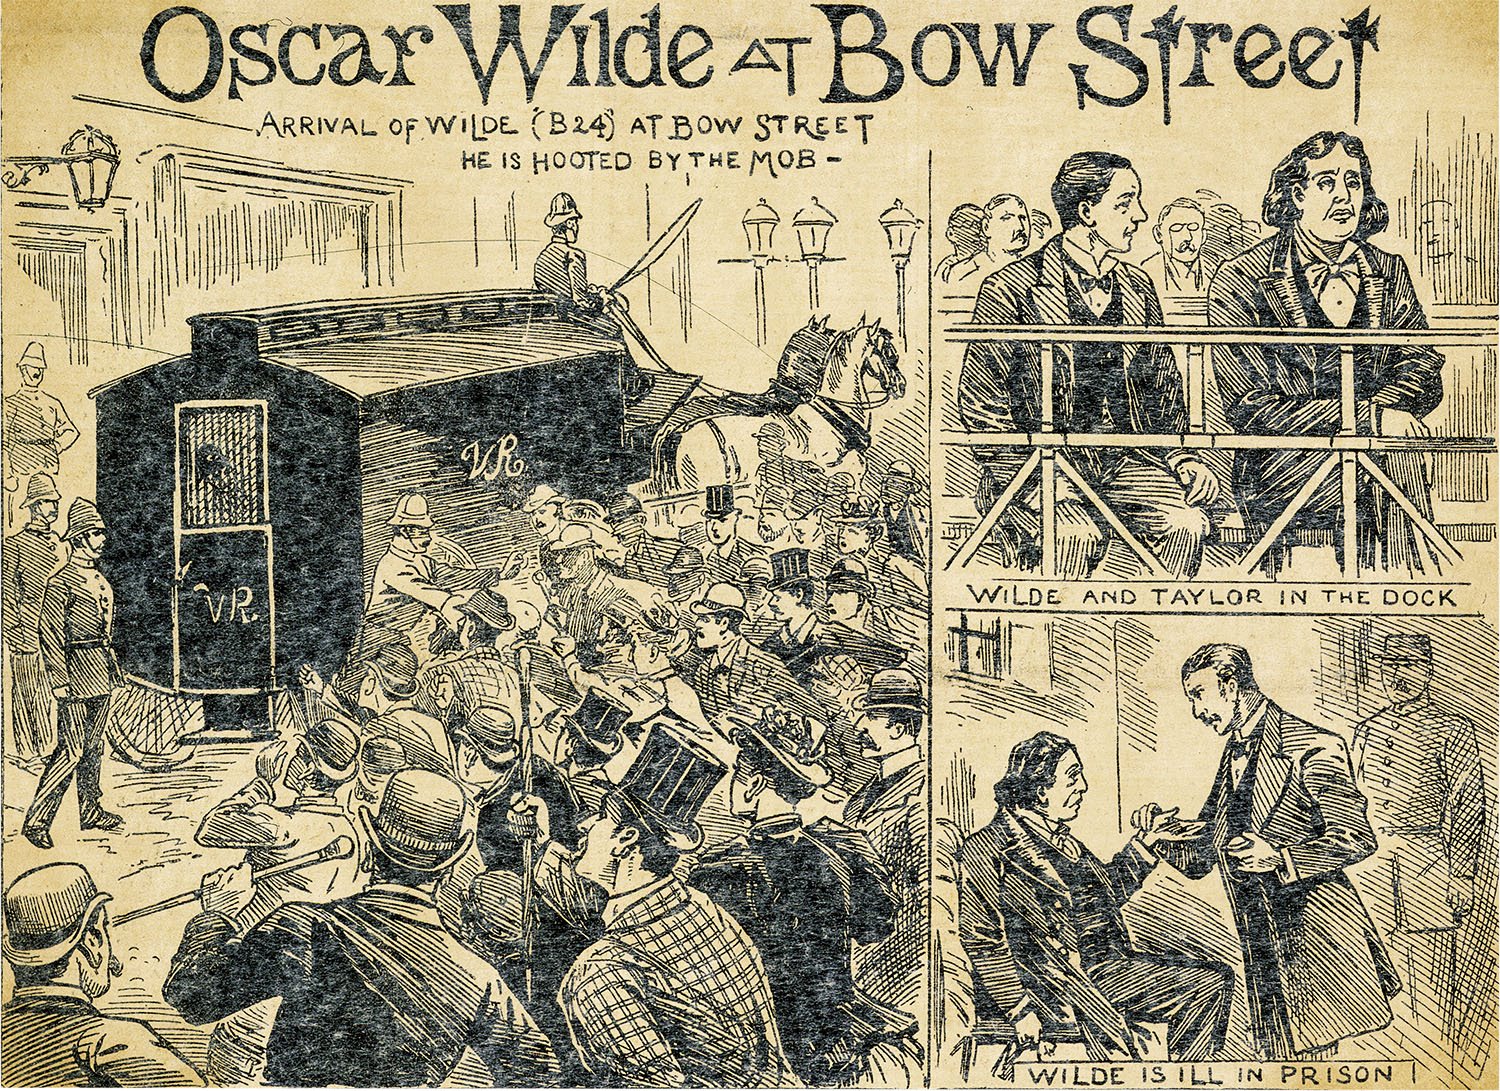 Oscar Wilde AT Bow Street
ARRIVAL OF WILDE ("B24") AT BOW STREET
HE IS HOOTED BY THE MOB -
VR
VR.
WILDE AND TAYLOR IN THE DOCK
WILDE IS ILL IN PRISON